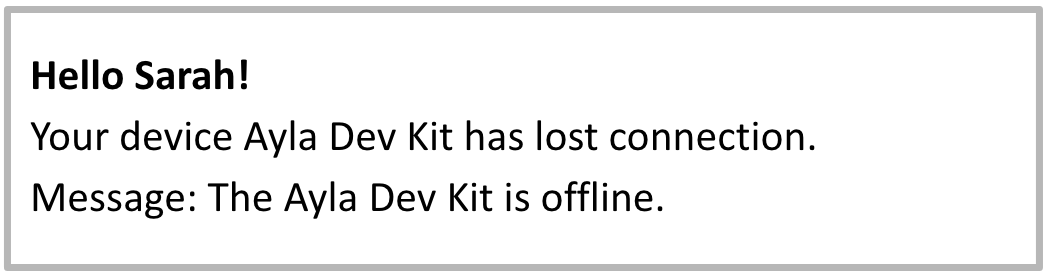 Hello Sarah!
Your device Ayla Dev Kit has lost connection.
Message: The Ayla Dev Kit is offline.